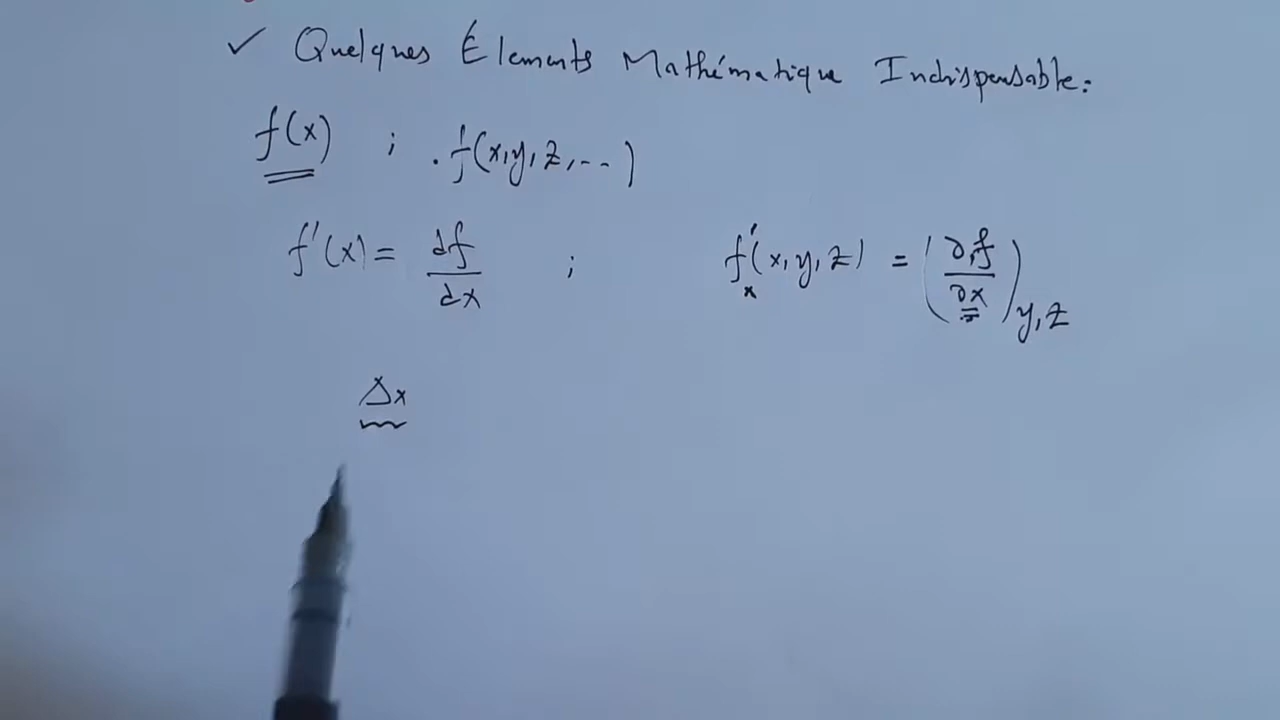 ✓ Quelques Élements Mathématique Indispensable:
f(x) ; . f(x,y,z,...)
f'(x) = df/dx ; f'x(x,y,z) = (∂f/∂x)y,z
Δx